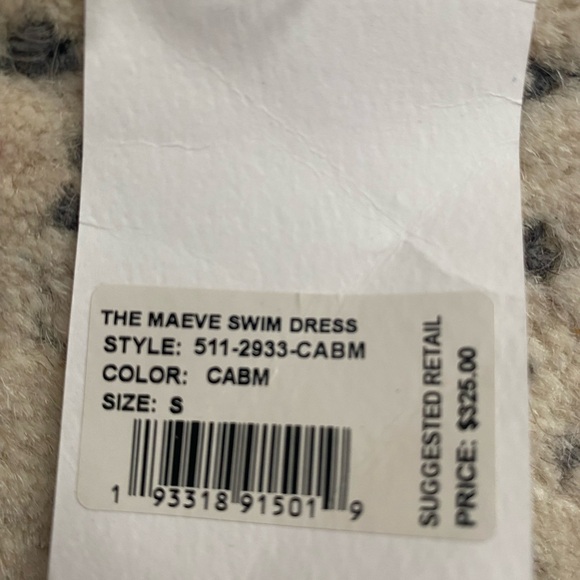 THE MAEVE SWIM DRESS
STYLE: 511-2933-CABM
COLOR: CABM
SIZE: S
1 93318 91501 9
SUGGESTED RETAIL
PRICE: $325.00